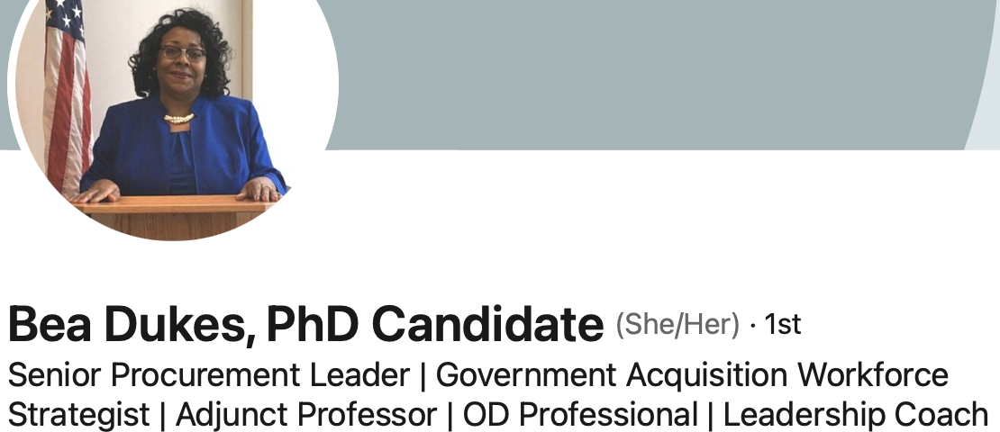 Bea Dukes, PhD Candidate (She/Her) · 1st
Senior Procurement Leader | Government Acquisition Workforce
Strategist | Adjunct Professor | OD Professional | Leadership Coach